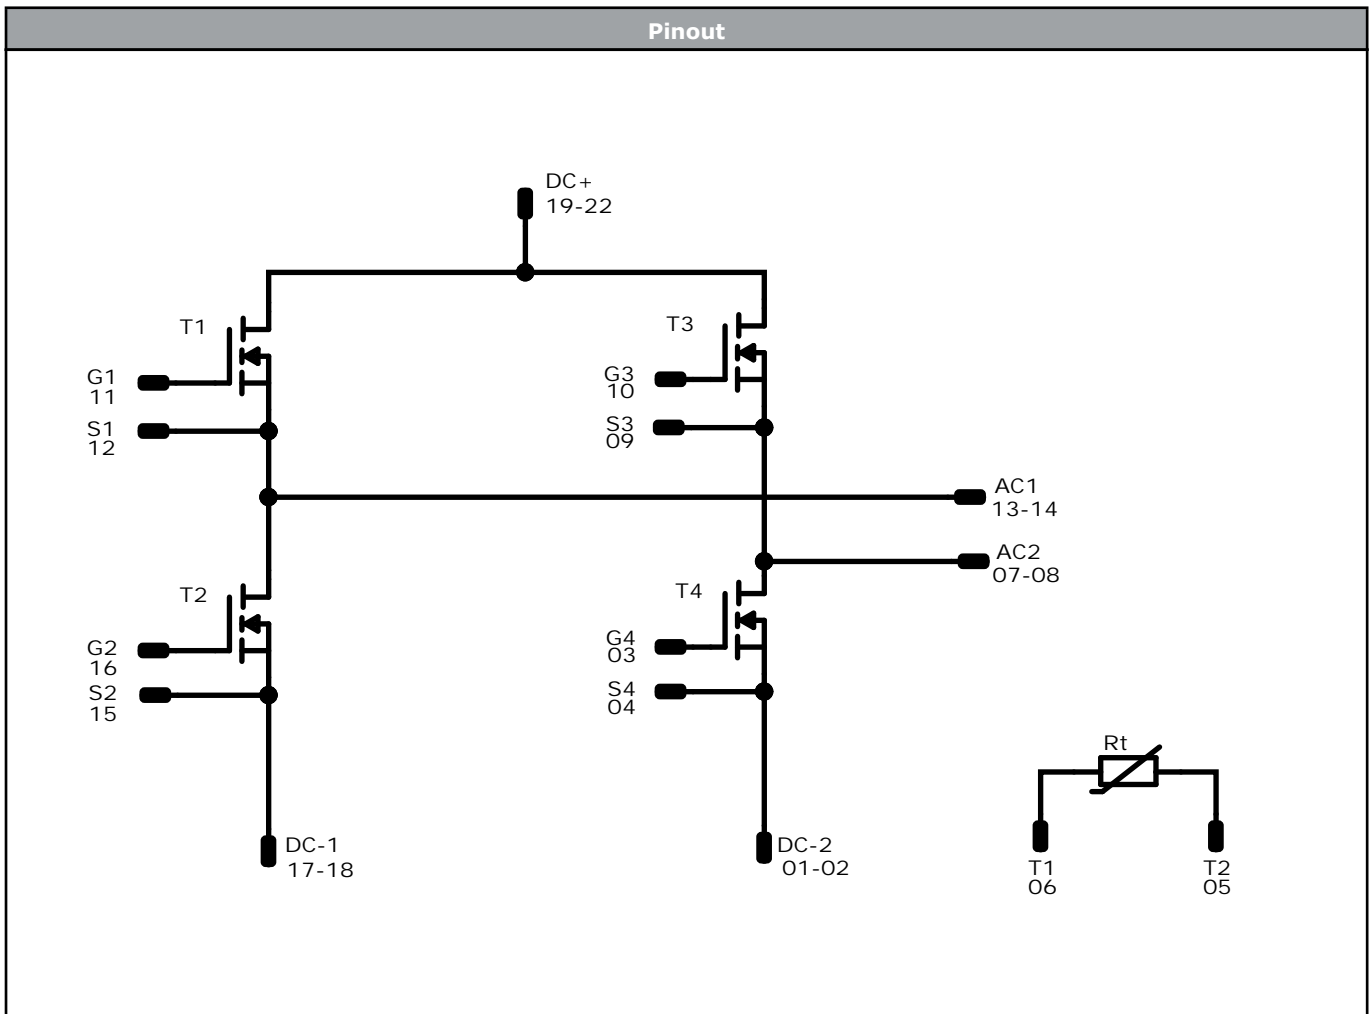 Pinout
DC+
19-22
T1
T3
G1
11
G3
10
S1
12
S3
09
AC1
13-14
AC2
07-08
T2
T4
G2
16
G4
03
S2
15
S4
04
Rt
DC-1
17-18
DC-2
01-02
T1
06
T2
05